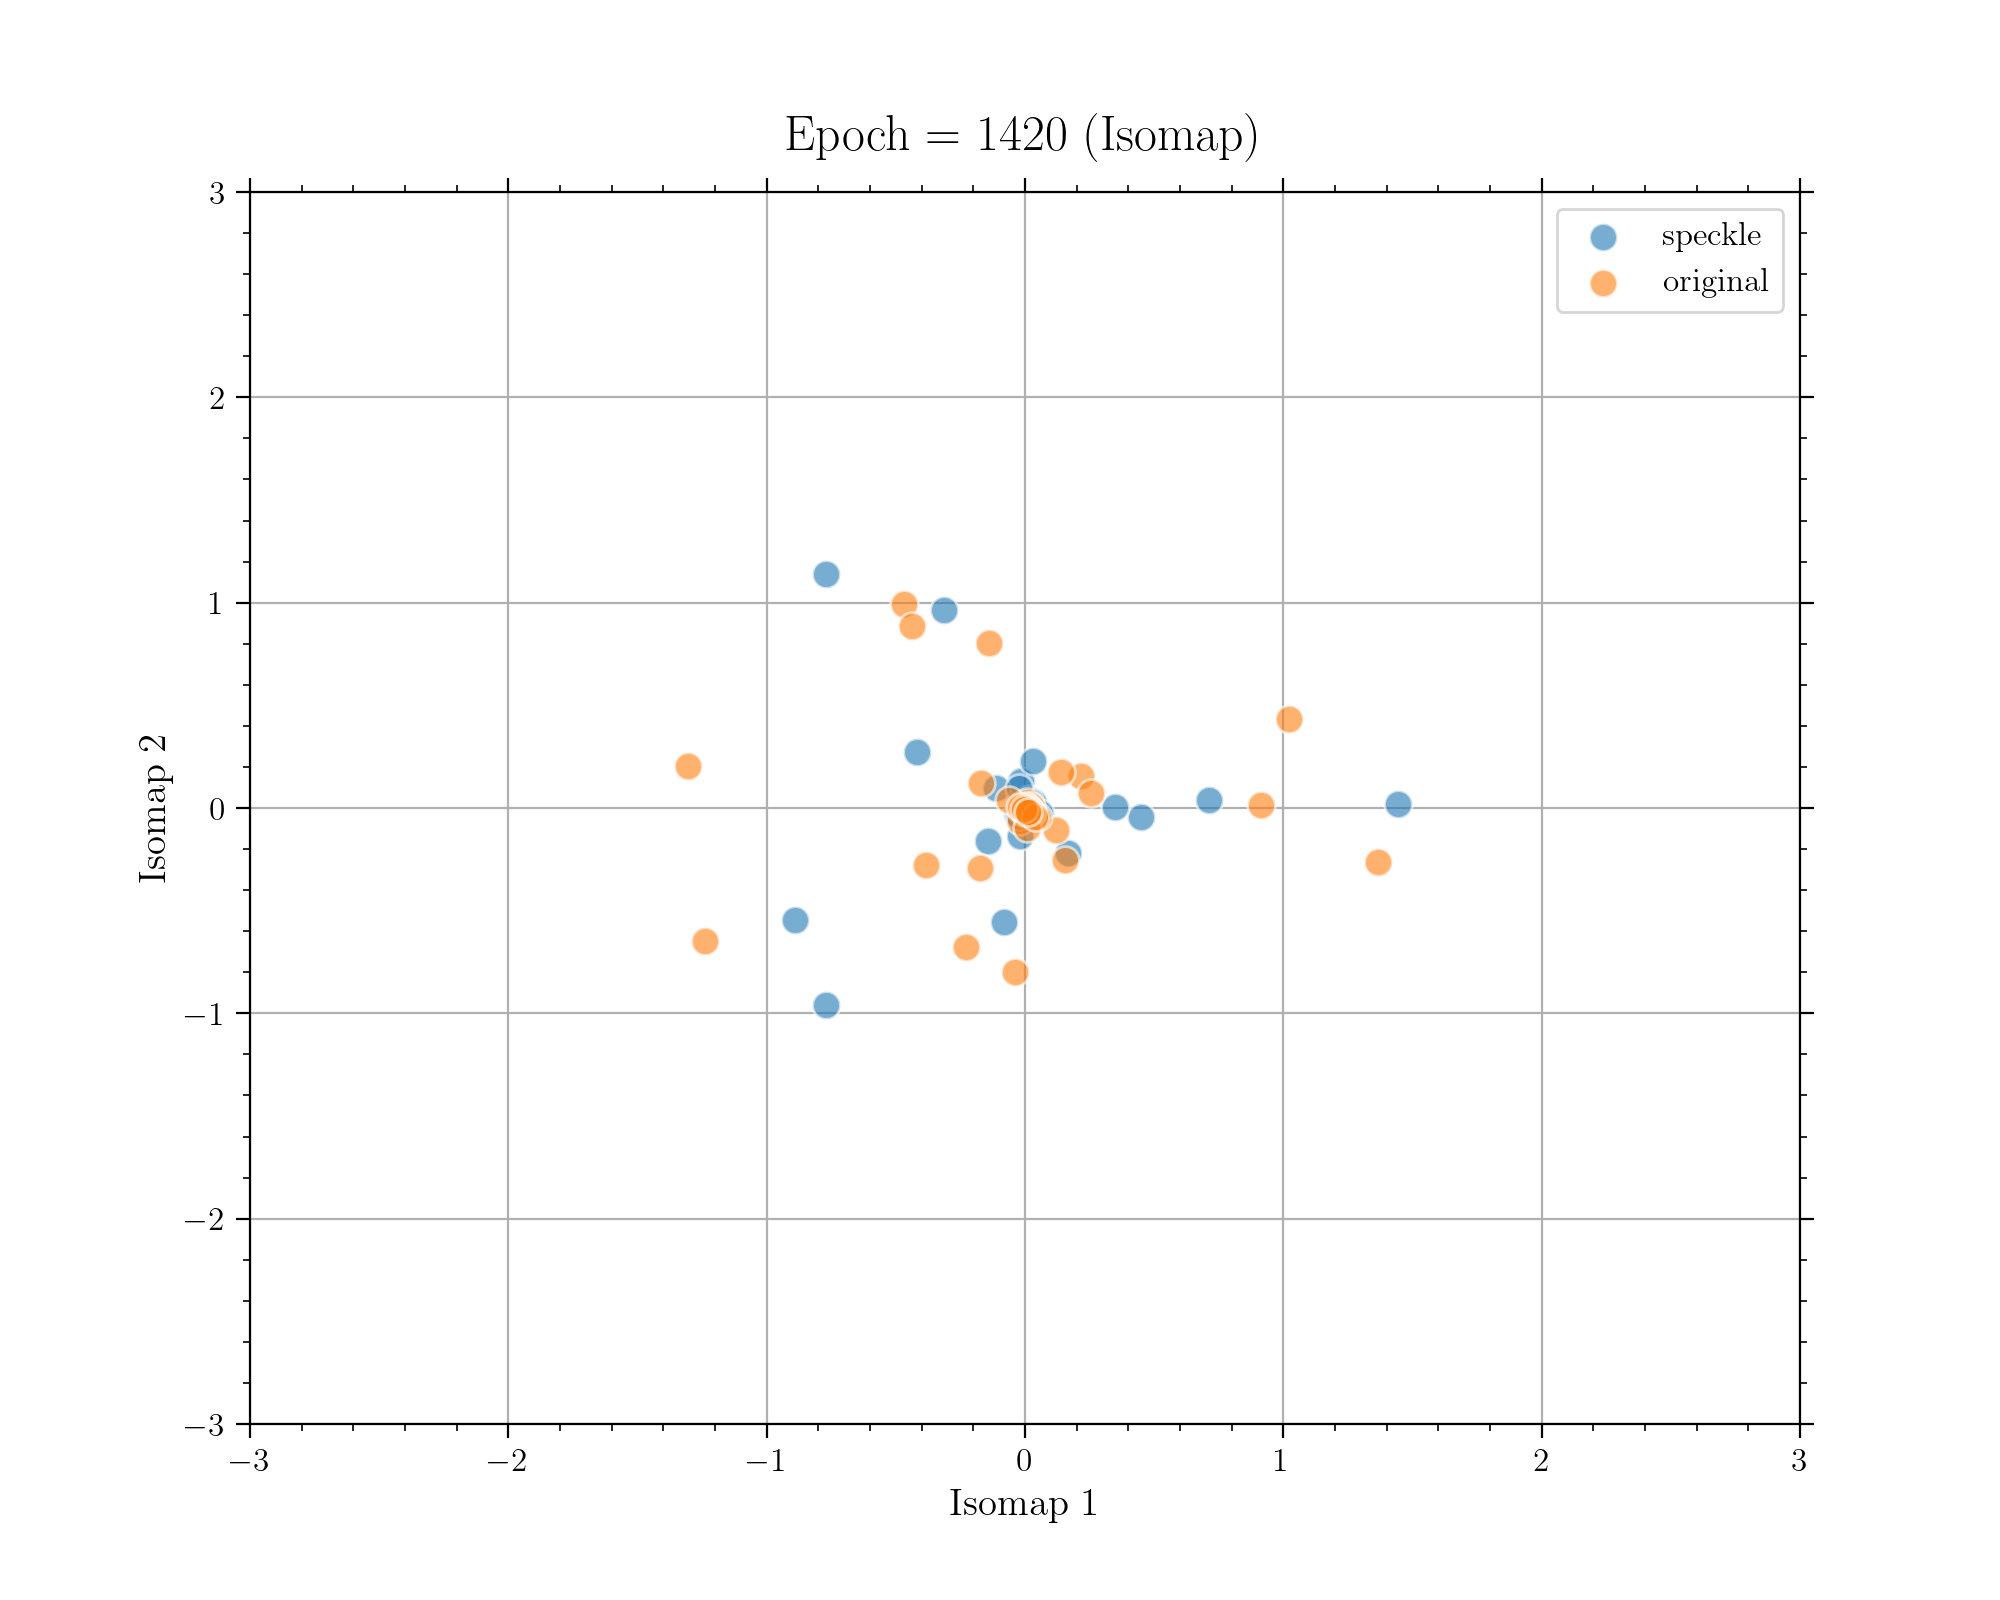 Epoch = 1420 (Isomap)
speckle
original
3
2
1
0
−1
−2
−3
Isomap 2
−3
−2
−1
0
1
2
3
Isomap 1